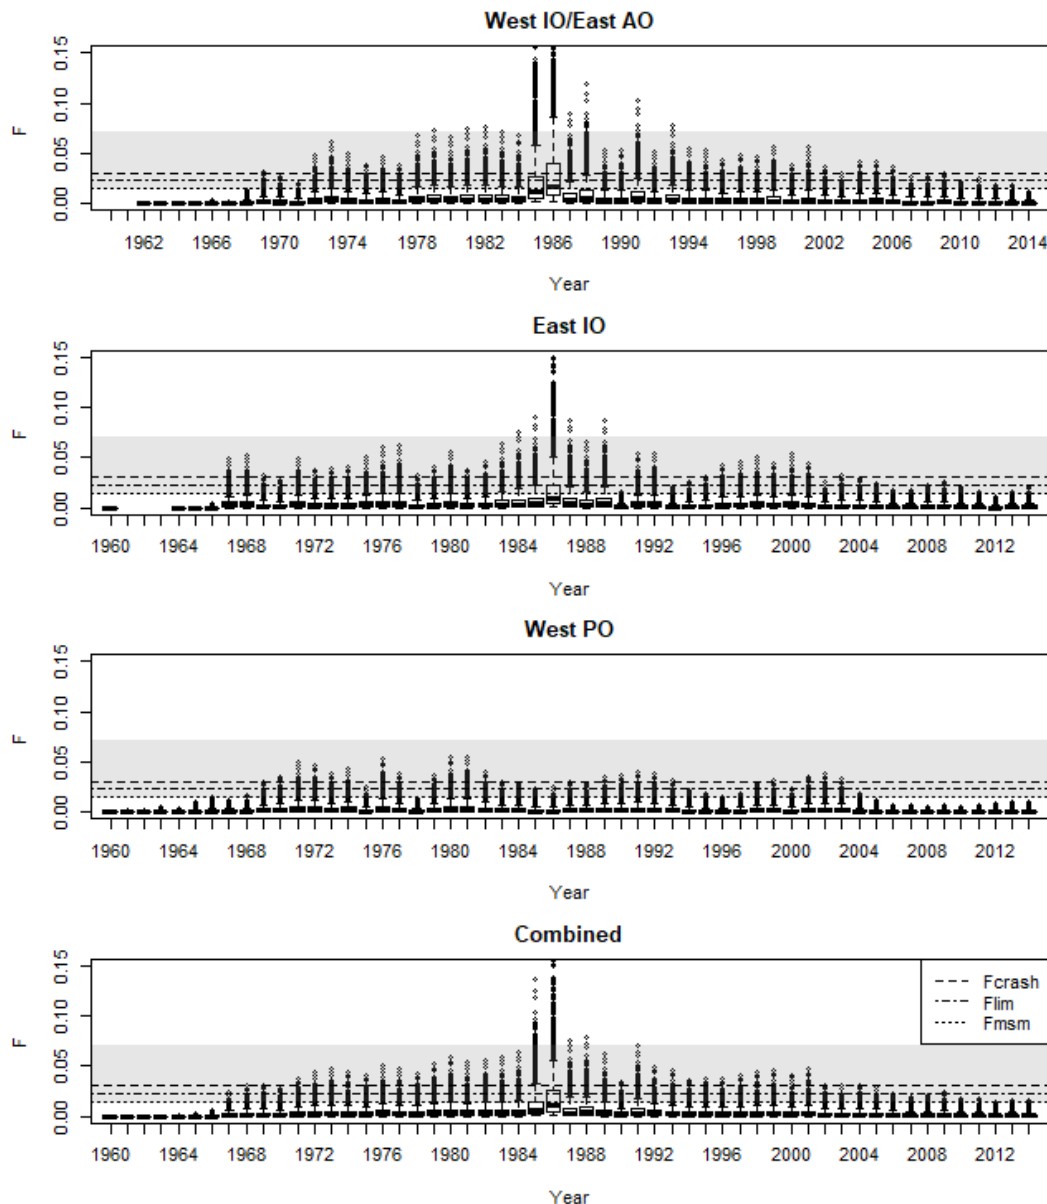 West IO/East AO
0.15
0.10
0.05
0.00
F
1962 1966 1970 1974 1978 1982 1986 1990 1994 1998 2002 2006 2010 2014
Year
East IO
0.15
0.10
0.05
0.00
F
1960 1964 1968 1972 1976 1980 1984 1988 1992 1996 2000 2004 2008 2012
Year
West PO
0.15
0.10
0.05
0.00
F
1960 1964 1968 1972 1976 1980 1984 1988 1992 1996 2000 2004 2008 2012
Year
Combined
0.15
0.10
0.05
0.00
F
Fcrash
Flim
Fmsm
1960 1964 1968 1972 1976 1980 1984 1988 1992 1996 2000 2004 2008 2012
Year